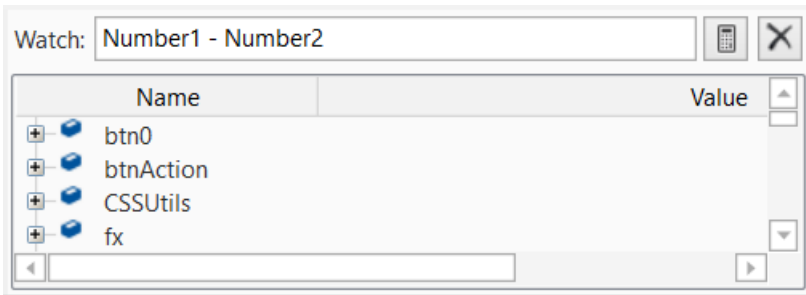 Watch: Number1 - Number2
Name Value
btn0
btnAction
CSSUtils
fx